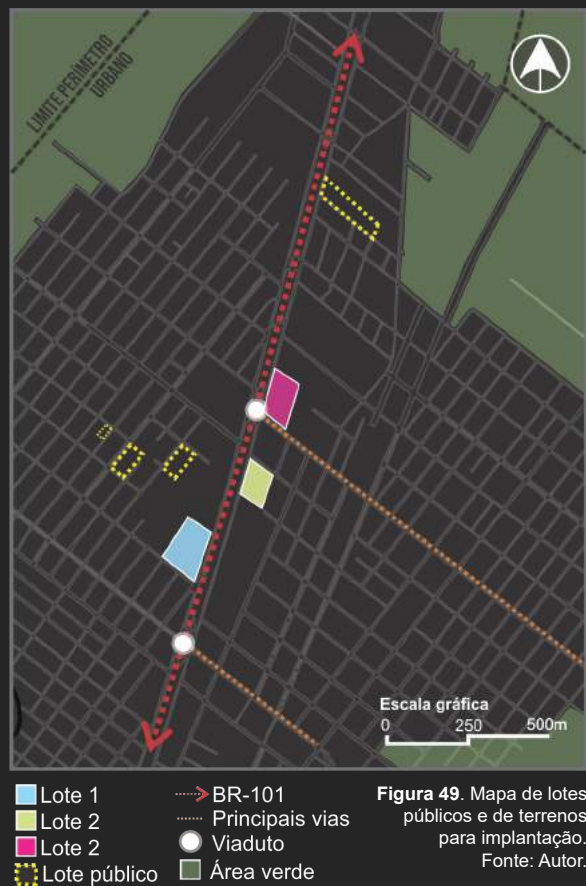 LIMITE PERÍMETRO
URBANO
Escala gráfica
0 250 500m
Lote 1
Lote 2
Lote 2
Lote público
BR-101
Principais vias
Viaduto
Área verde
Figura 49. Mapa de lotes
públicos e de terrenos
para implantação.
Fonte: Autor.